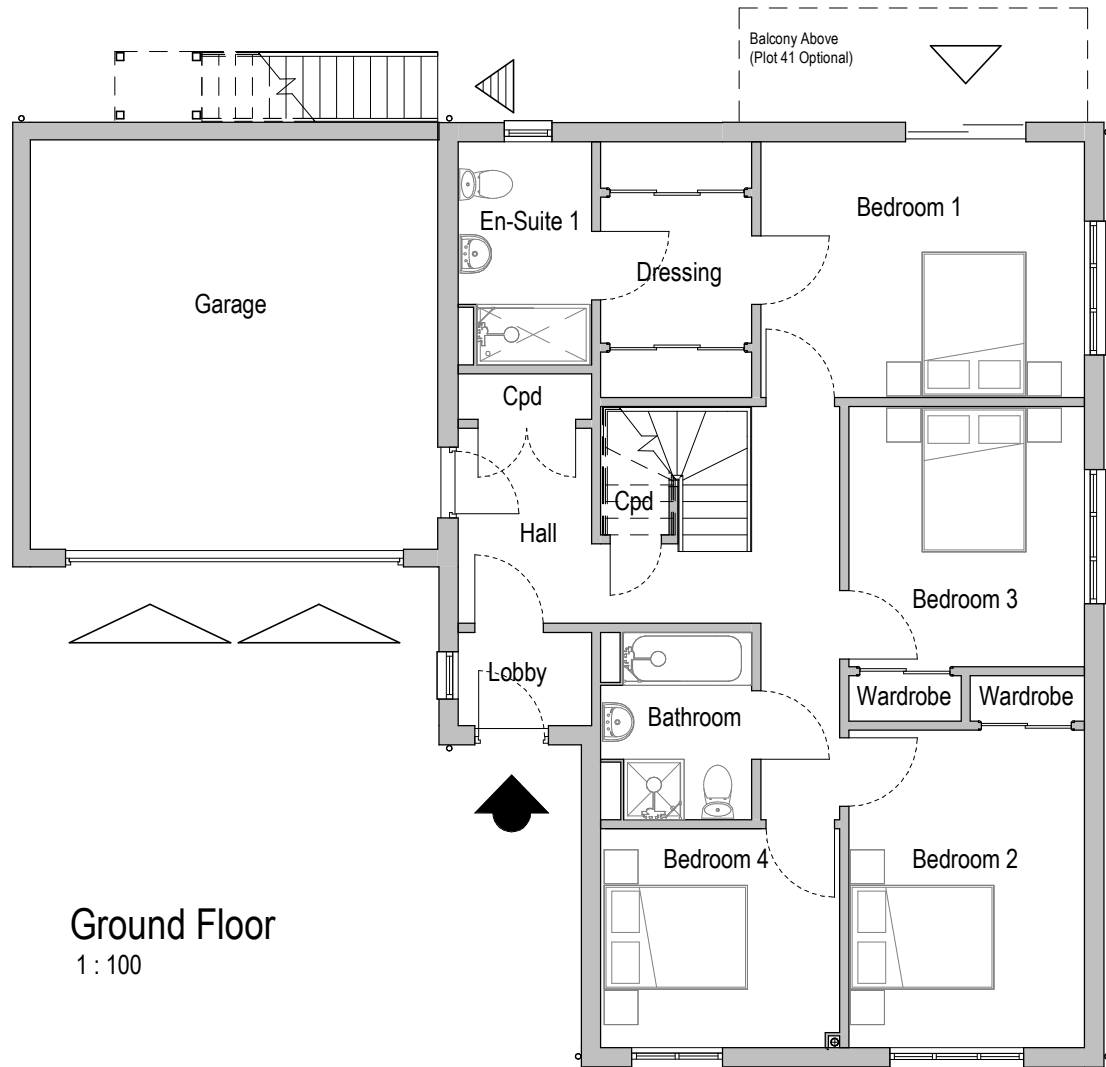 Balcony Above
(Plot 41 Optional)
Bedroom 1
En-Suite 1
Dressing
Garage
Cpd
Cpd
Hall
Bedroom 3
Lobby
Wardrobe
Wardrobe
Bathroom
Bedroom 4
Bedroom 2
Ground Floor
1 : 100